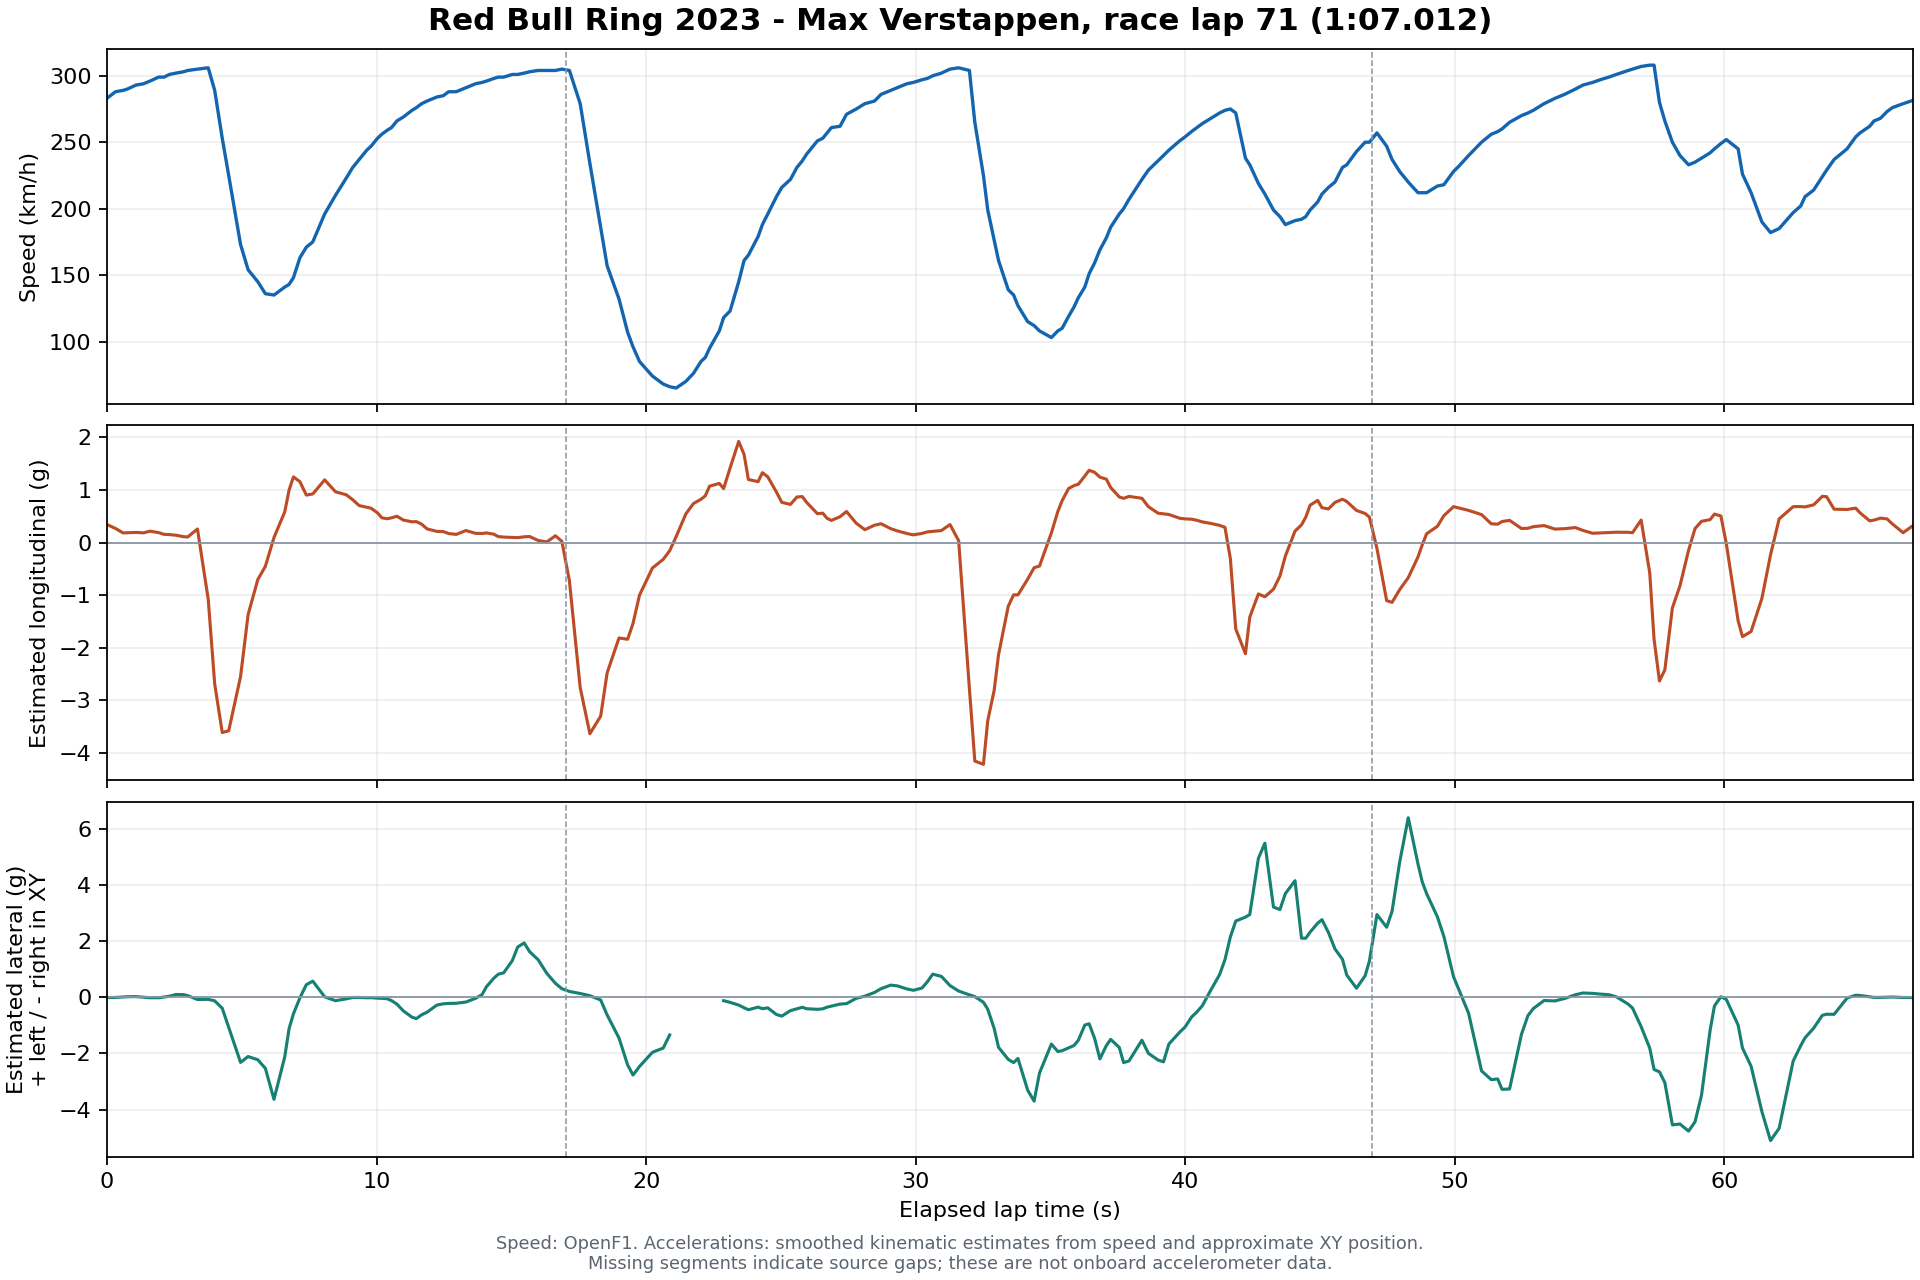 Red Bull Ring 2023 - Max Verstappen, race lap 71 (1:07.012)
Speed (km/h)
300
250
200
150
100
Estimated longitudinal (g)
2
1
0
−1
−2
−3
−4
Estimated lateral (g)
+ left / - right in XY
6
4
2
0
−2
−4
0 10 20 30 40 50 60
Elapsed lap time (s)
Speed: OpenF1. Accelerations: smoothed kinematic estimates from speed and approximate XY position.
Missing segments indicate source gaps; these are not onboard accelerometer data.